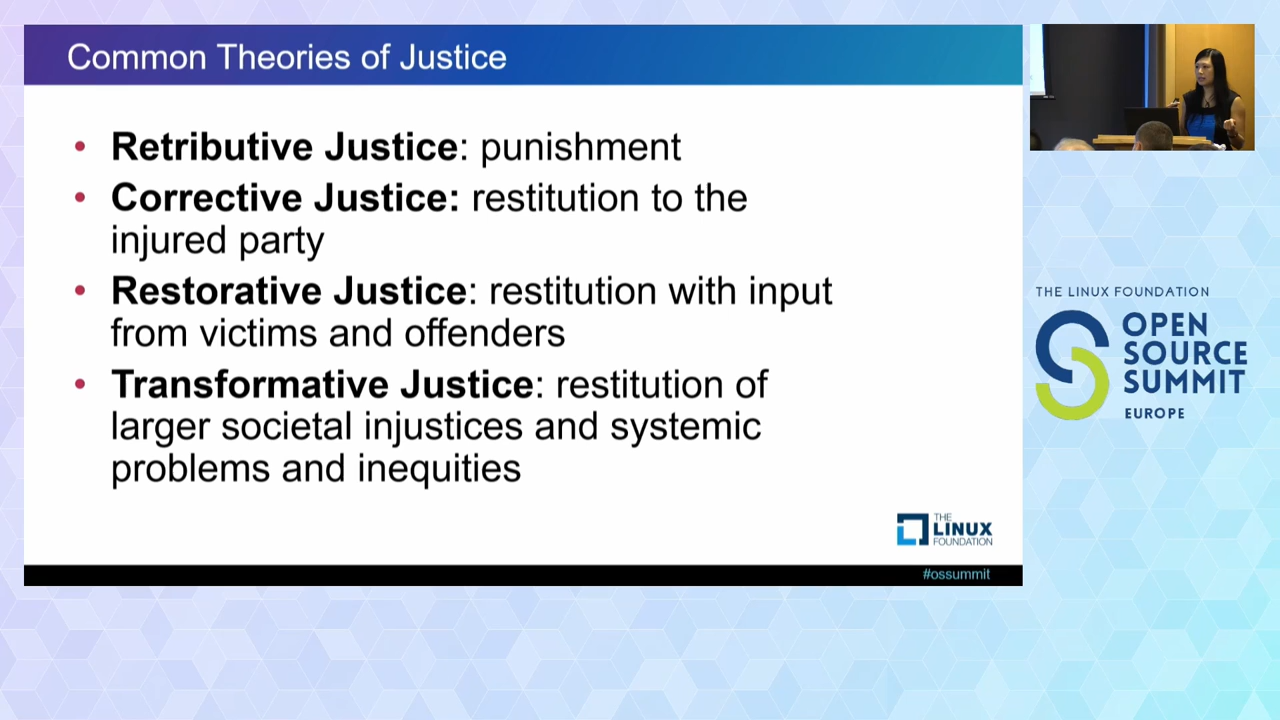 Common Theories of Justice
• Retributive Justice: punishment
• Corrective Justice: restitution to the
injured party
• Restorative Justice: restitution with input
from victims and offenders
• Transformative Justice: restitution of
larger societal injustices and systemic
problems and inequities
THE
LINUX
FOUNDATION
#ossummit
THE LINUX FOUNDATION
OPEN
SOURCE
SUMMIT
EUROPE